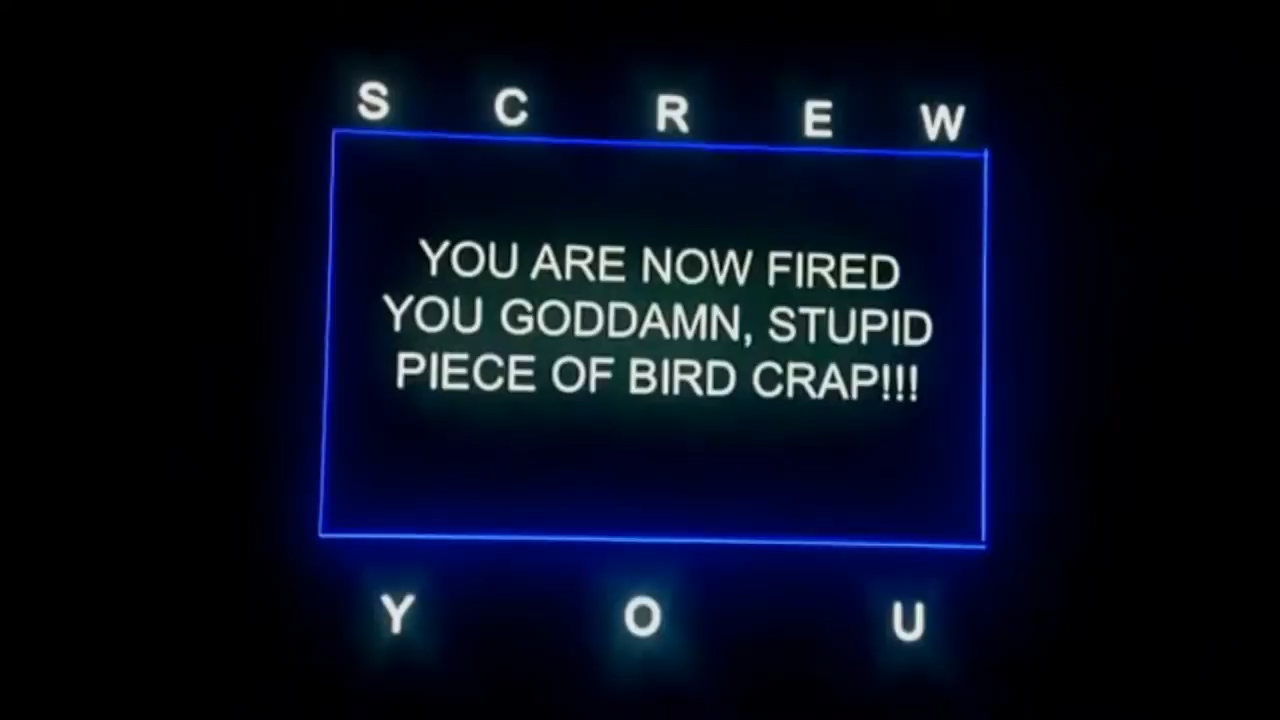 S C R E W
YOU ARE NOW FIRED
YOU GODDAMN, STUPID
PIECE OF BIRD CRAP!!!
Y O U